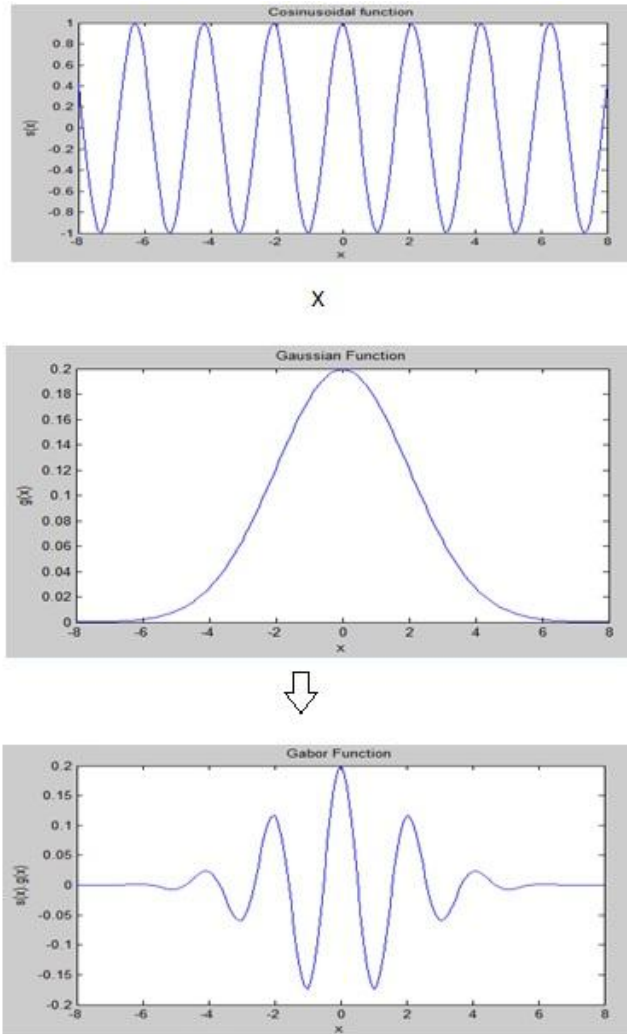 Cosinusoidal function
1
0.8
0.6
0.4
0.2
0
-0.2
-0.4
-0.6
-0.8
-1
s(x)
-8 -6 -4 -2 0 2 4 6 8
x
X
Gaussian Function
0.2
0.18
0.16
0.14
0.12
0.1
0.08
0.06
0.04
0.02
0
g(x)
-8 -6 -4 -2 0 2 4 6 8
x
Gabor Function
0.2
0.15
0.1
0.05
0
-0.05
-0.1
-0.15
-0.2
s(x).g(x)
-8 -6 -4 -2 0 2 4 6 8
x